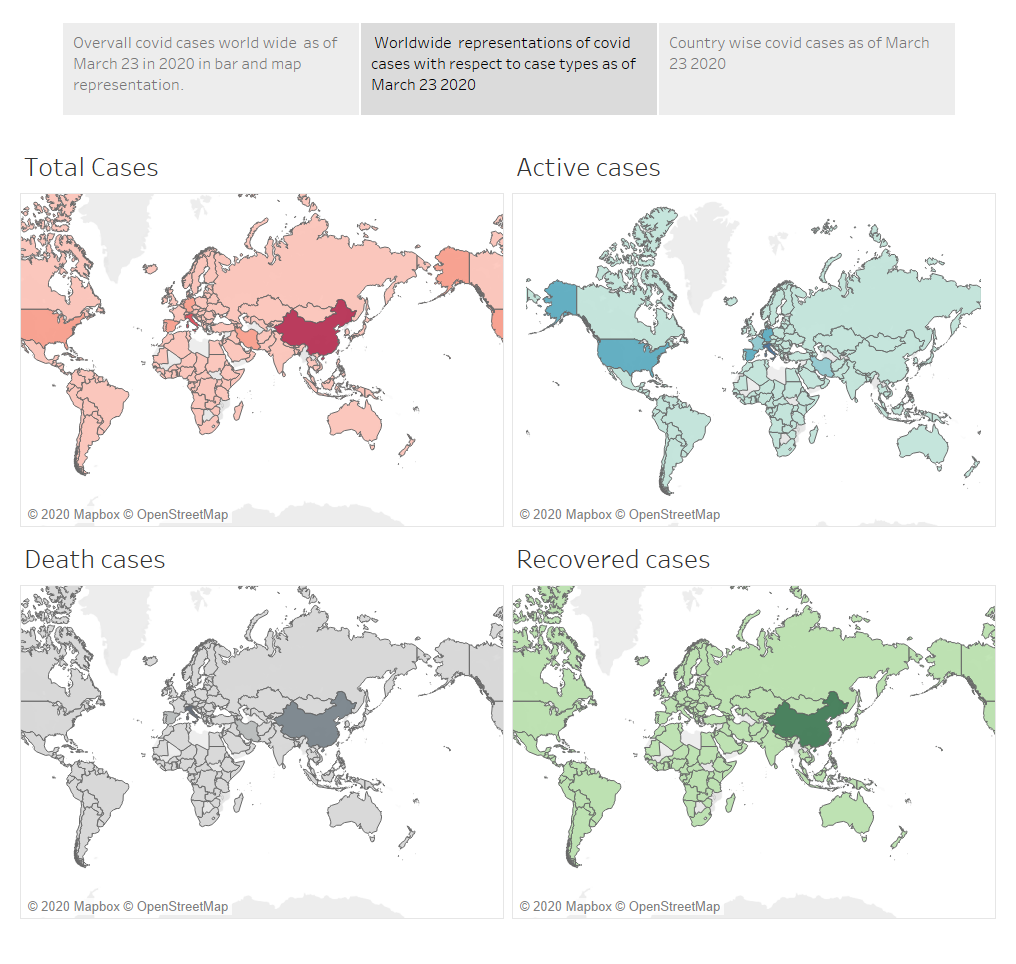 Overvall covid cases world wide  as of
March 23 in 2020 in bar and map
representation.
Worldwide  representations of covid
cases with respect to case types as of
March 23 2020
Country wise covid cases as of March
23 2020
Total Cases
Active cases
© 2020 Mapbox © OpenStreetMap
© 2020 Mapbox © OpenStreetMap
Death cases
Recovered cases
© 2020 Mapbox © OpenStreetMap
© 2020 Mapbox © OpenStreetMap